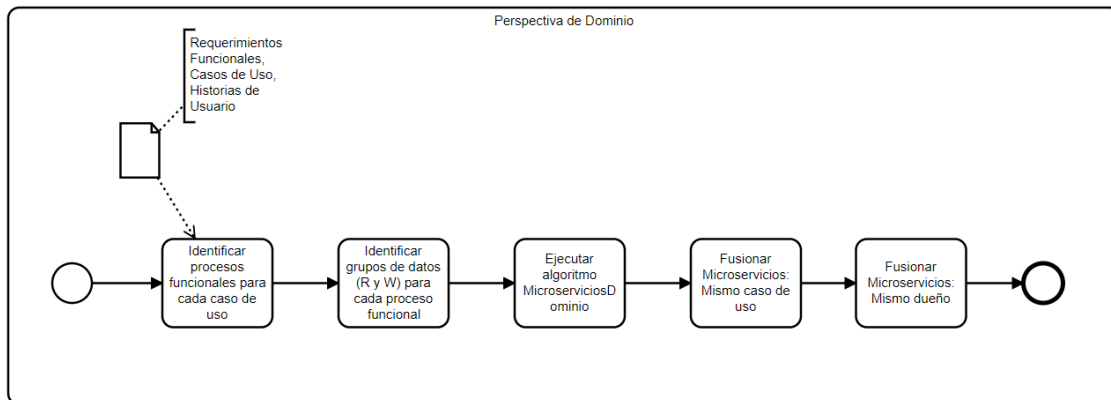 Perspectiva de Dominio
Requerimientos
Funcionales,
Casos de Uso,
Historias de
Usuario
Identificar
procesos
funcionales para
cada caso de
uso
Identificar
grupos de datos
(R y W) para
cada proceso
funcional
Ejecutar
algoritmo
MicroserviciosD
ominio
Fusionar
Microservicios:
Mismo caso de
uso
Fusionar
Microservicios:
Mismo dueño